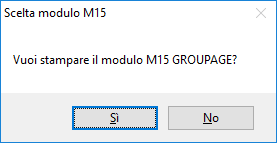 Scelta modulo M15
Vuoi stampare il modulo M15 GROUPAGE?
Sì
No